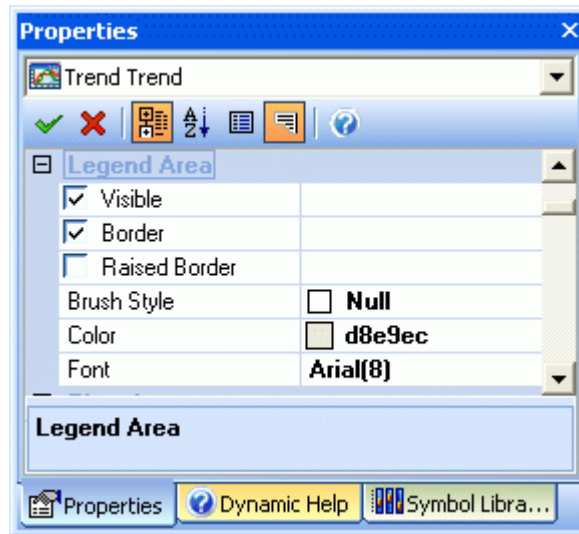 Properties
Trend Trend
Legend Area
Visible
Border
Raised Border
Brush Style Null
Color d8e9ec
Font Arial(8)
Legend Area
Properties Dynamic Help Symbol Libra...